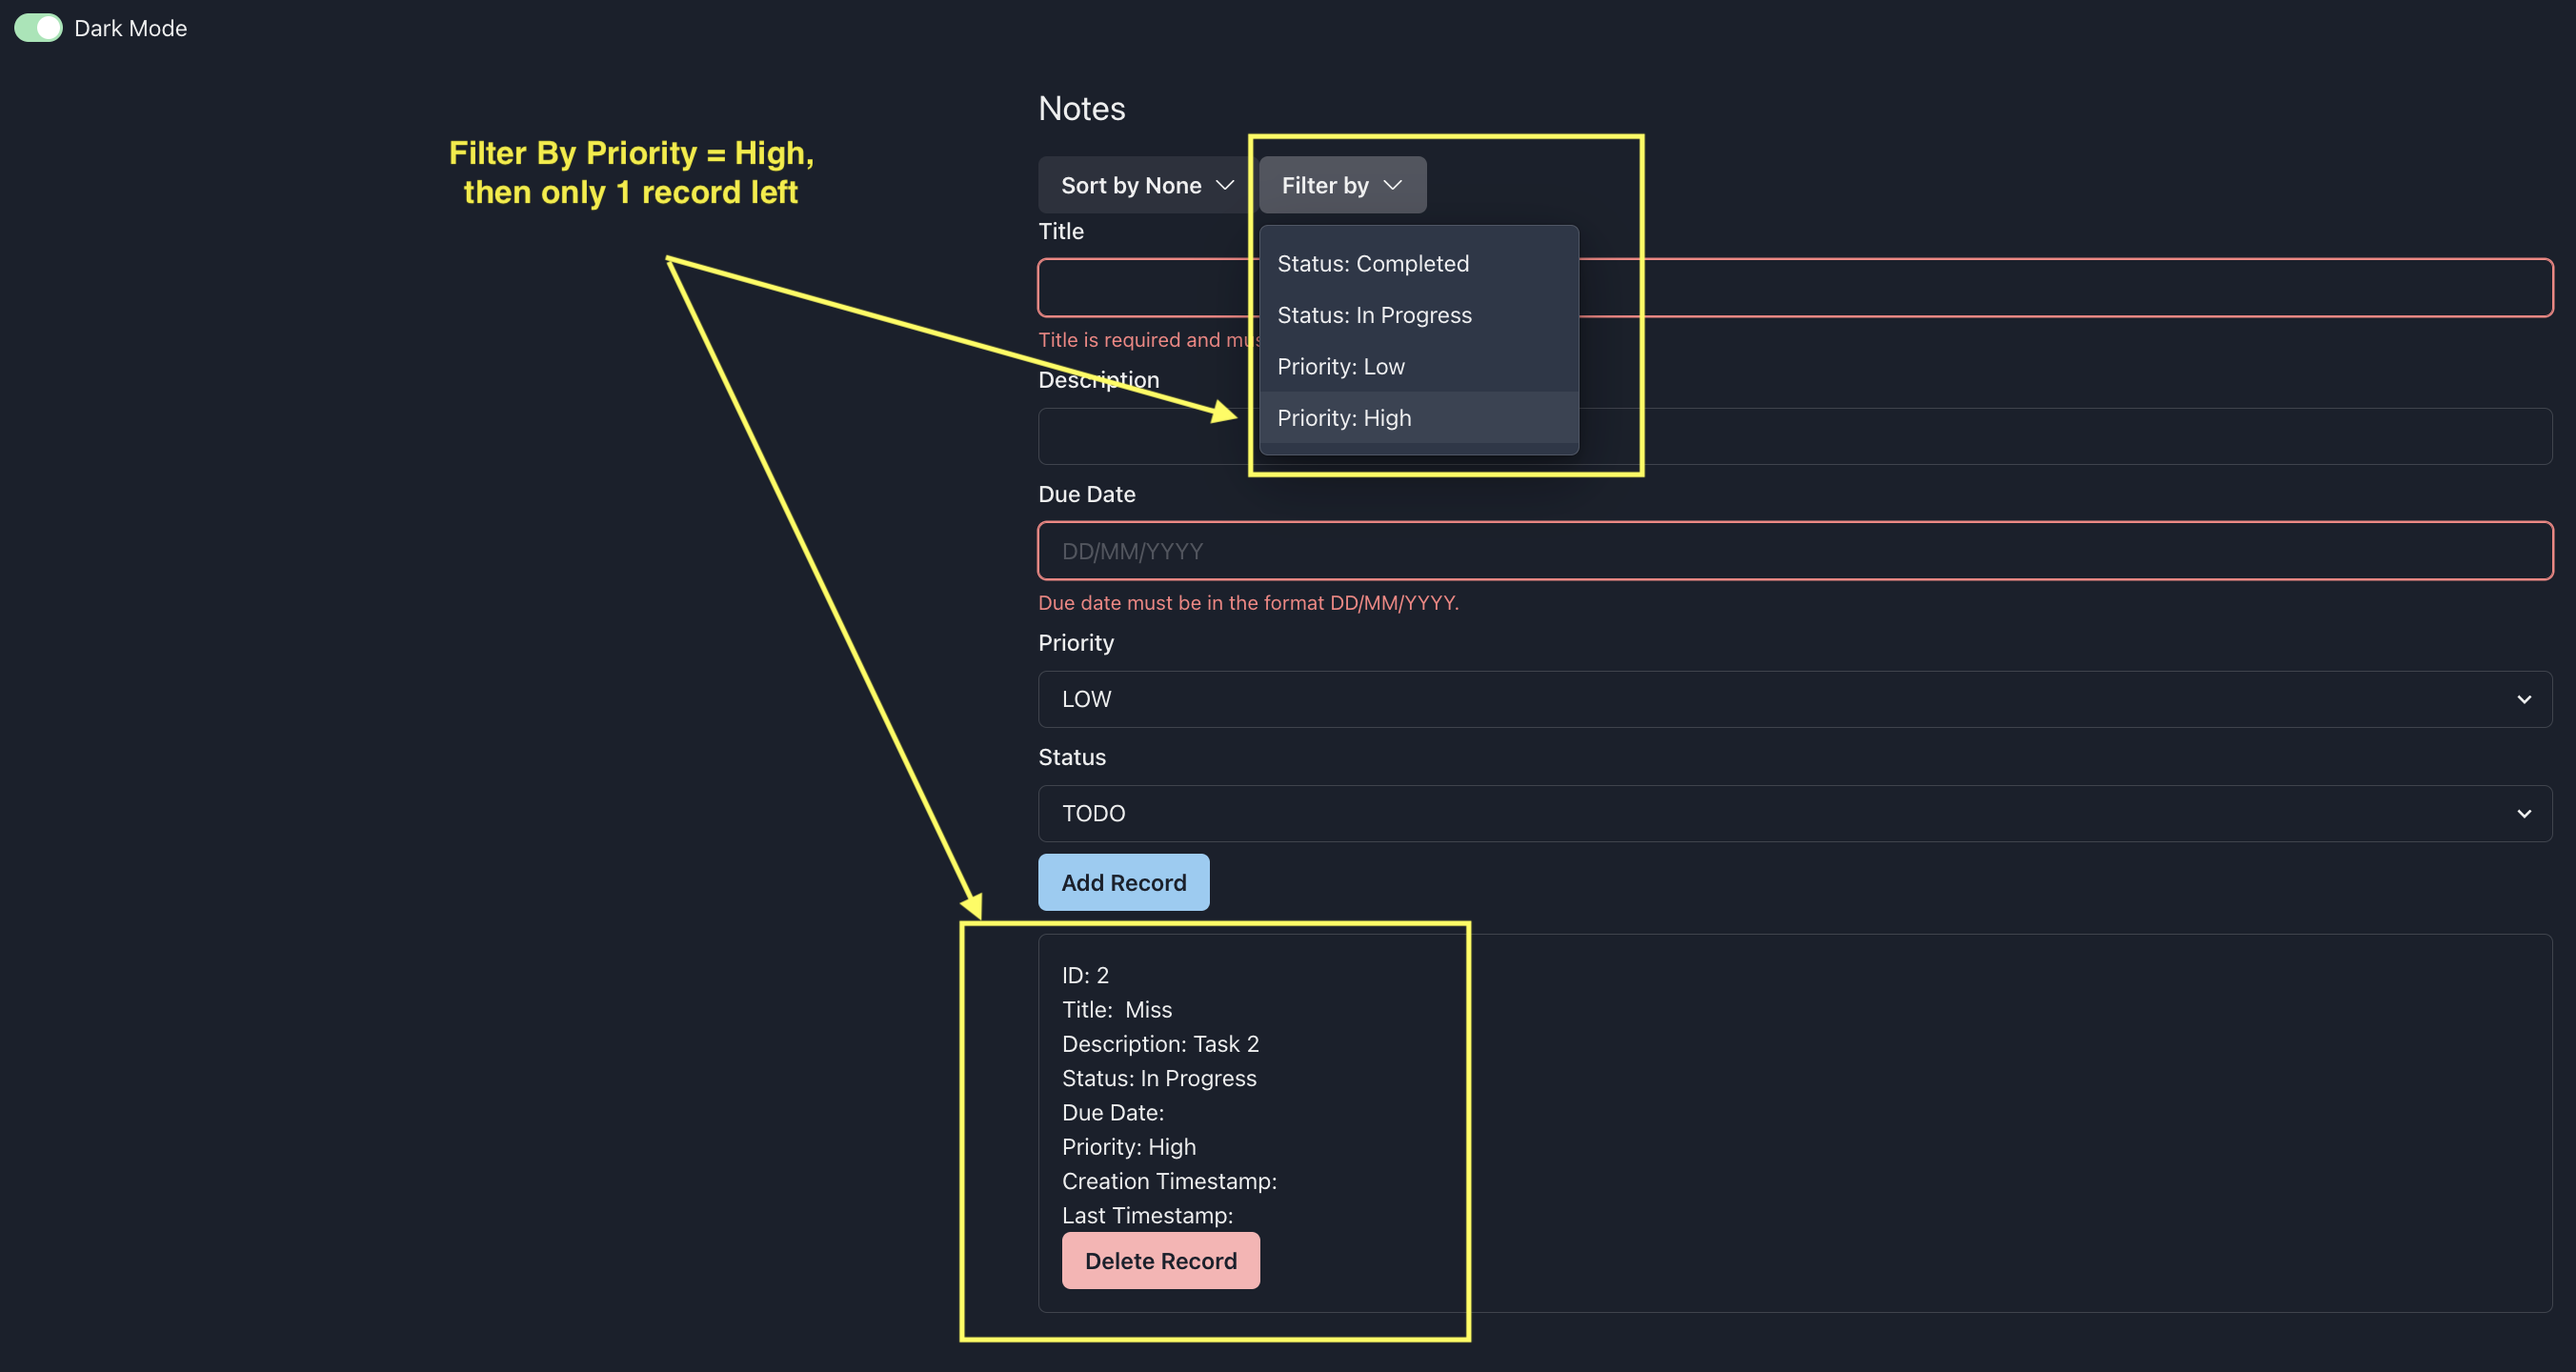 Dark Mode
Notes
Filter By Priority = High,
then only 1 record left
Sort by None
Filter by
Title
Status: Completed
Status: In Progress
Title is required and
Priority: Low
Description
Priority: High
Due Date
DD/MM/YYYY
Due date must be in the format DD/MM/YYYY.
Priority
LOW
Status
TODO
Add Record
ID: 2
Title: Miss
Description: Task 2
Status: In Progress
Due Date:
Priority: High
Creation Timestamp:
Last Timestamp:
Delete Record